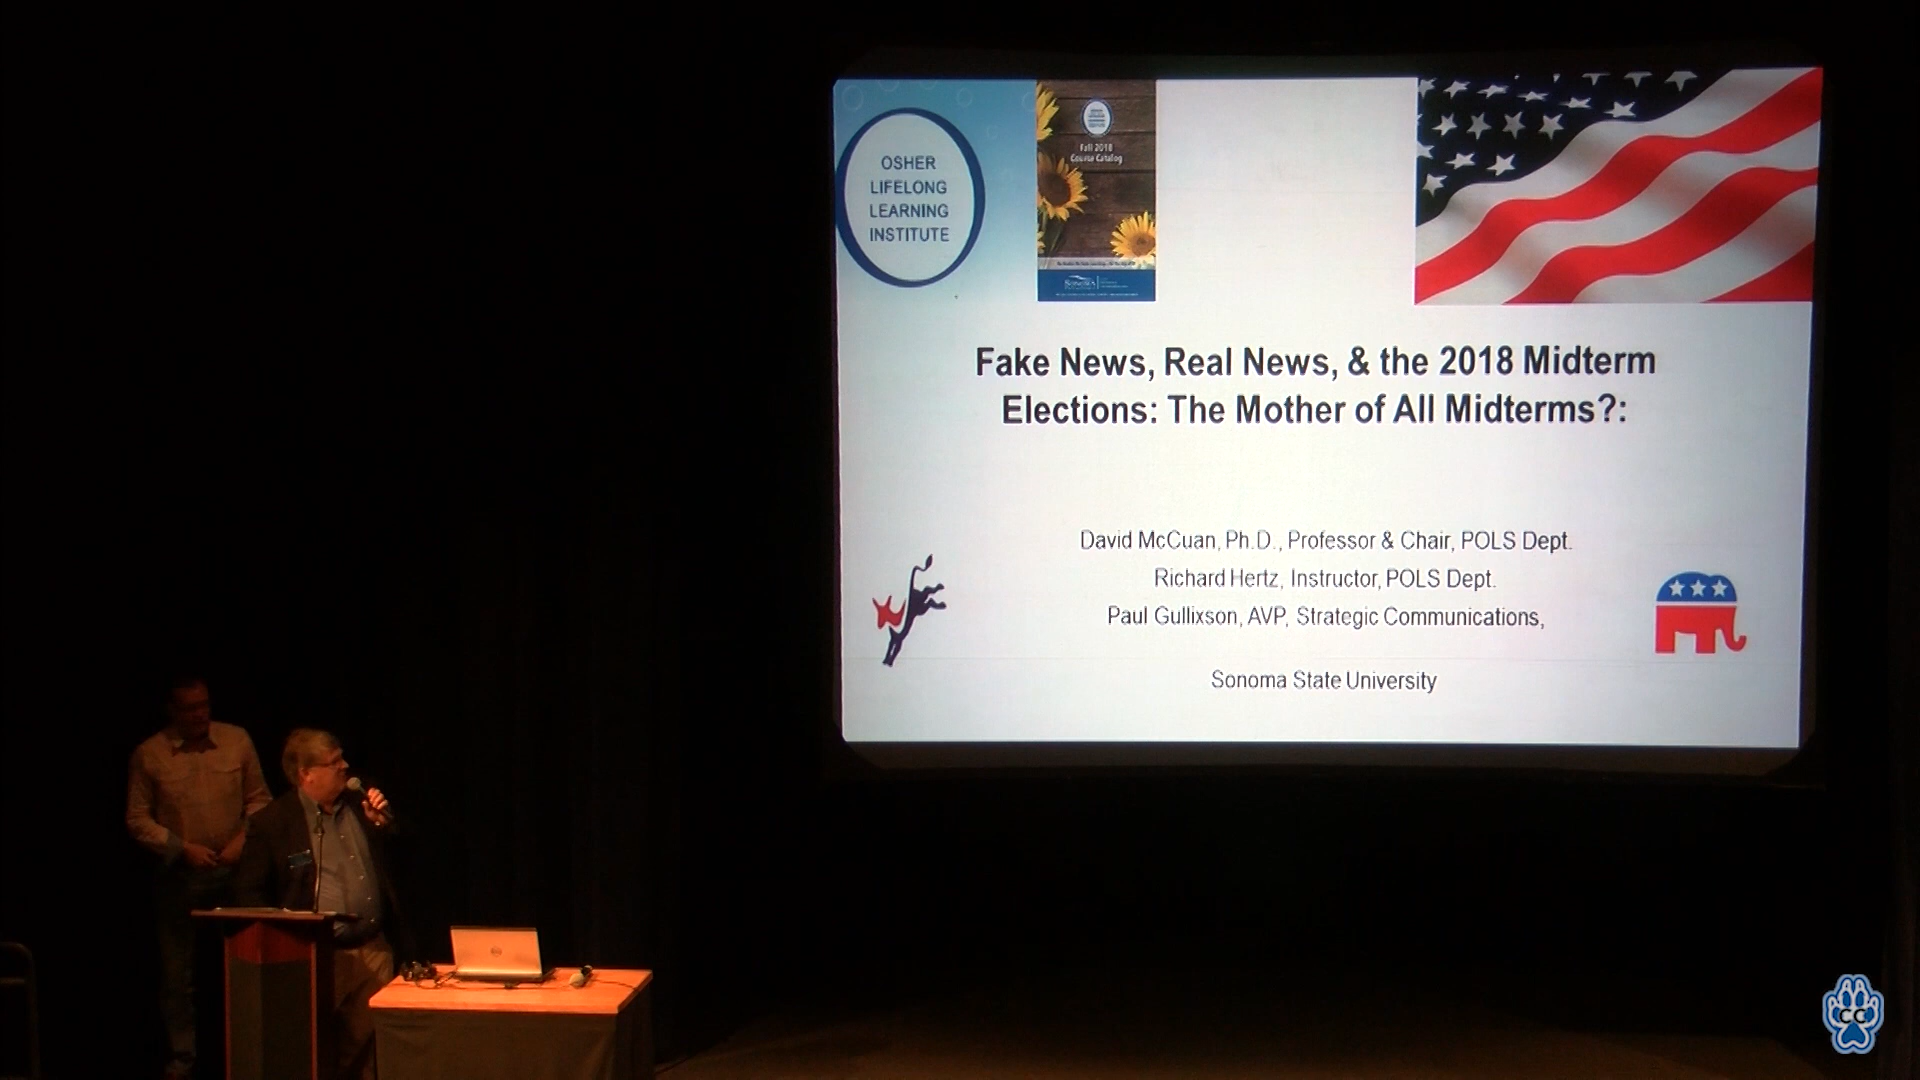 OSHER
LIFELONG
LEARNING
INSTITUTE
Fall 2018
Course Catalog
SONOMA
Fake News, Real News, & the 2018 Midterm
Elections: The Mother of All Midterms?:
David McCuan, Ph.D., Professor & Chair, POLS Dept.
Richard Hertz, Instructor, POLS Dept.
Paul Gullixson, AVP, Strategic Communications,
Sonoma State University
CC